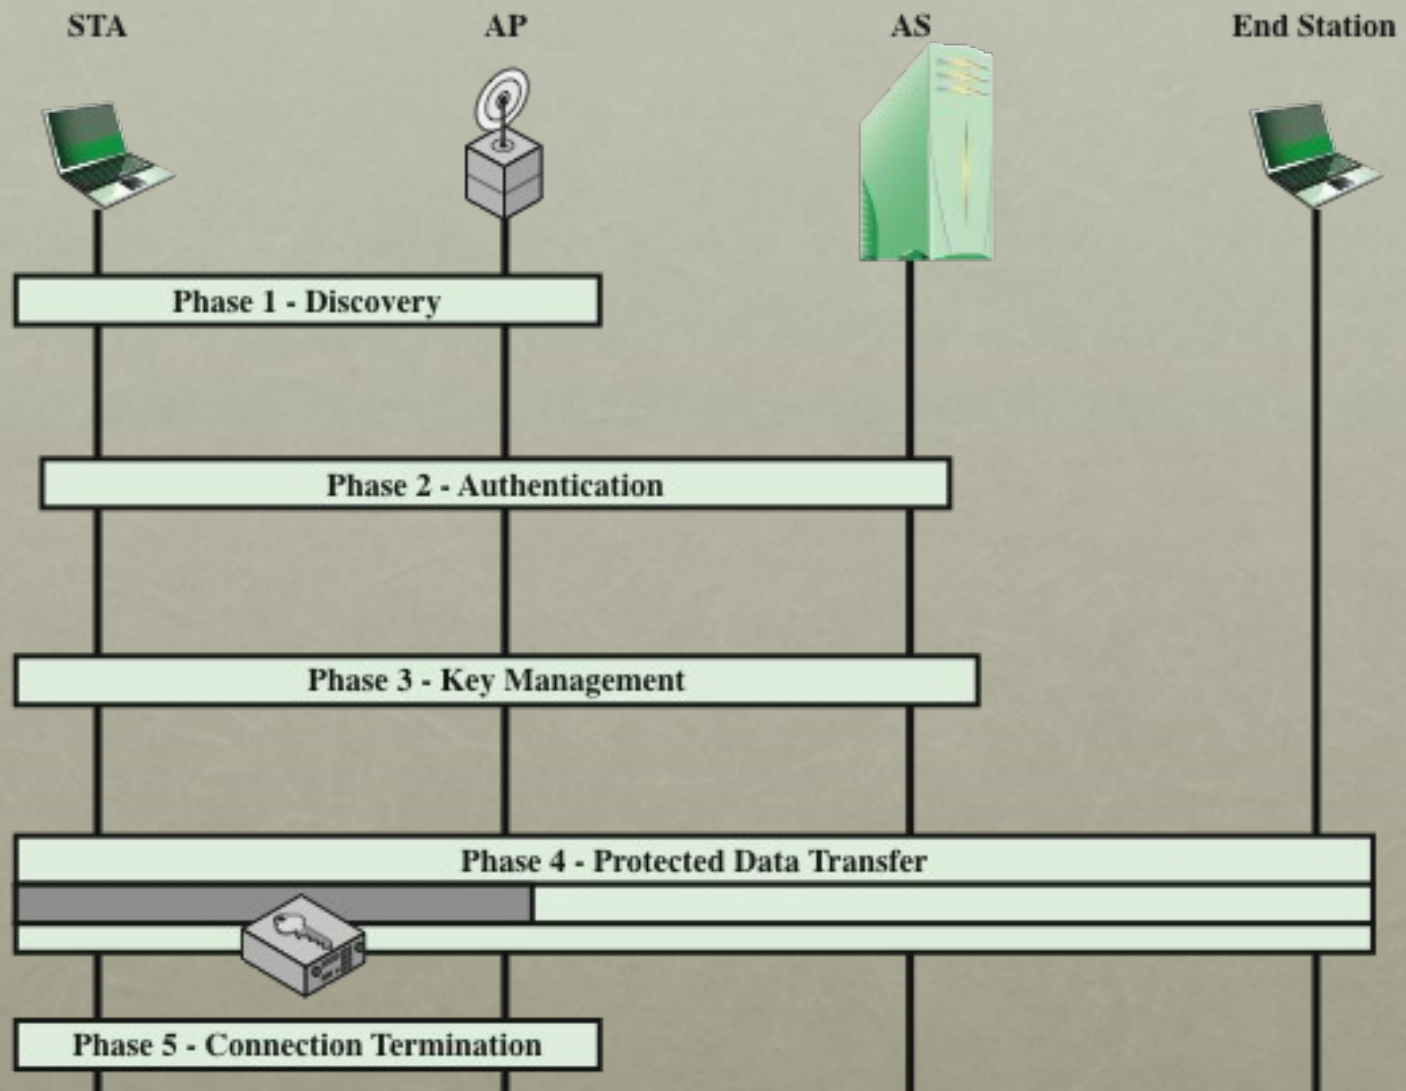 STA
AP
AS
End Station
Phase 1 - Discovery
Phase 2 - Authentication
Phase 3 - Key Management
Phase 4 - Protected Data Transfer
Phase 5 - Connection Termination